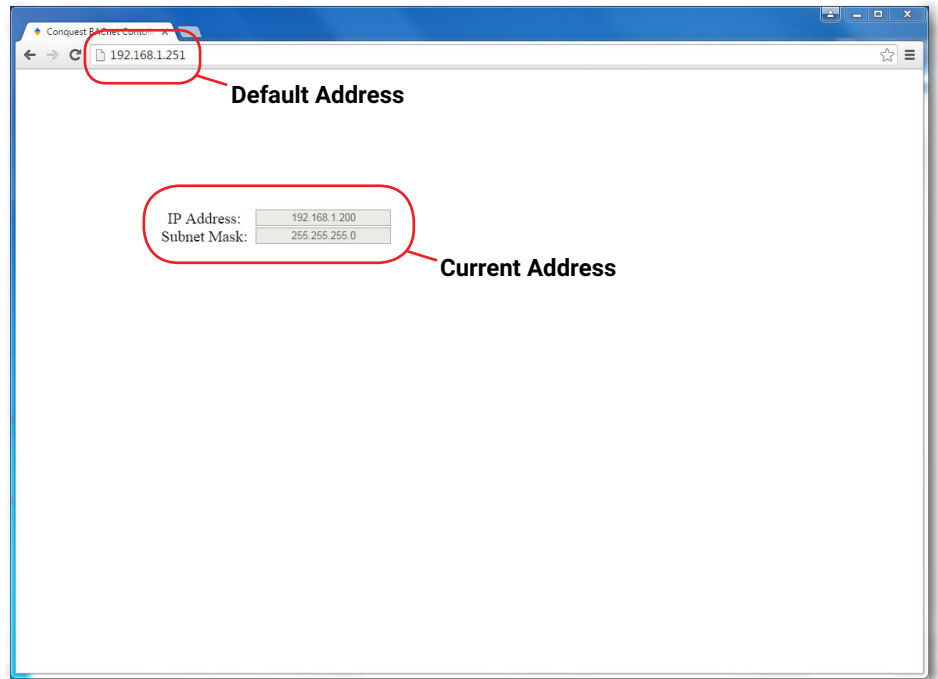 Conquest BACnet Contro
192.168.1.251
Default Address
IP Address: 192.168.1.200
Subnet Mask: 255.255.255.0
Current Address